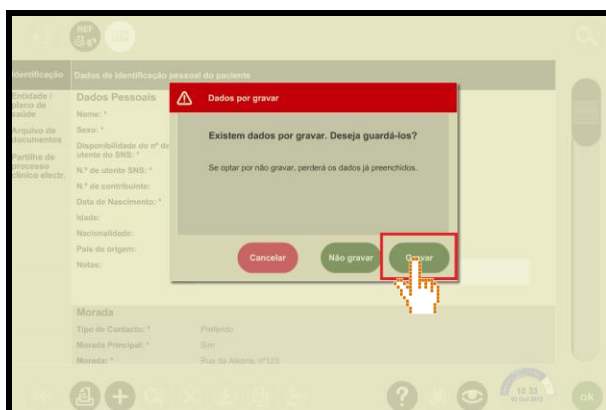 REF
Identificação
Dados de identificação pessoal do paciente
Entidade /
plano de
saúde
Arquivo de
documentos
Partilha de
processo
clínico electr.
Dados Pessoais
Nome: *
Sexo: *
Disponibilidade do nº de
utente do SNS: *
N.º de utente SNS: *
N.º de contribuinte:
Data de Nascimento: *
Idade:
Nacionalidade:
País de origem:
Notas:
Dados por gravar
Existem dados por gravar. Deseja guardá-los?
Se optar por não gravar, perderá os dados já preenchidos.
Cancelar
Não gravar
Gravar
Morada
Tipo de Contacto: *
Preferido
Morada Principal: *
Sim
Morada: *
Rua da Alegria, nº123
?
10 33
ok